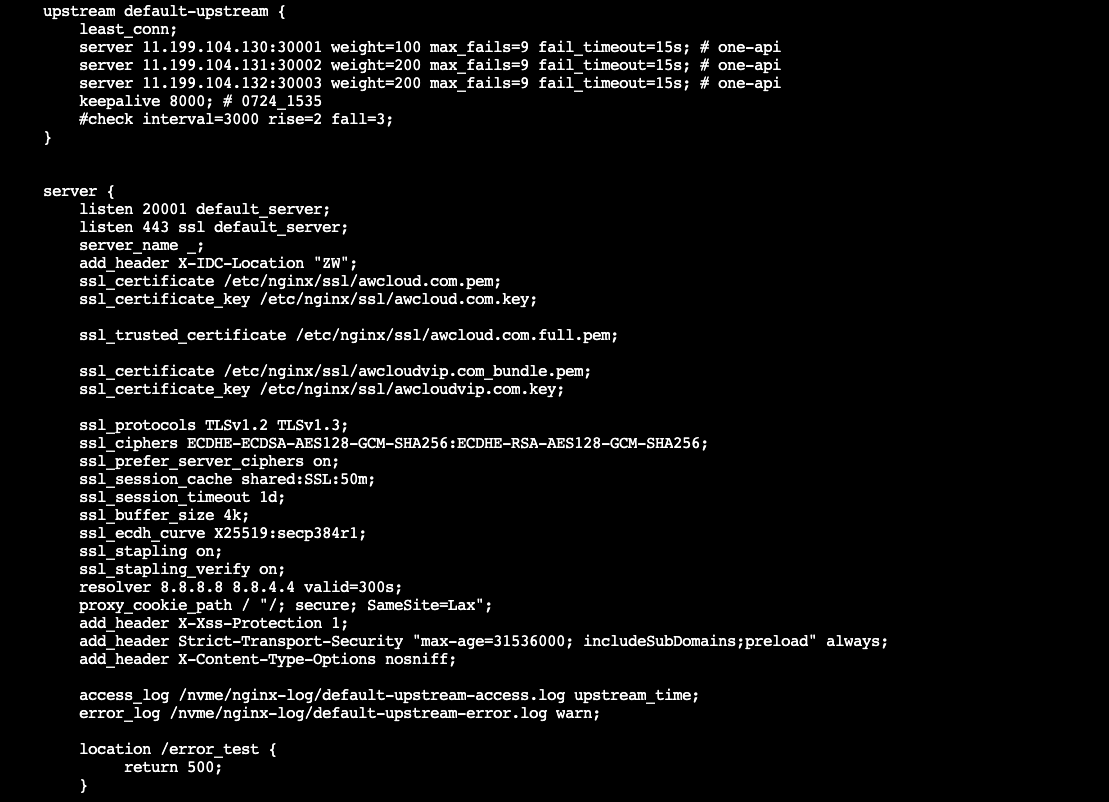 upstream default-upstream {
least_conn;
server 11.199.104.130:30001 weight=100 max_fails=9 fail_timeout=15s; # one-api
server 11.199.104.131:30002 weight=200 max_fails=9 fail_timeout=15s; # one-api
server 11.199.104.132:30003 weight=200 max_fails=9 fail_timeout=15s; # one-api
keepalive 8000; # 0724_1535
#check interval=3000 rise=2 fall=3;
}
server {
listen 20001 default_server;
listen 443 ssl default_server;
server_name _;
add_header X-IDC-Location "ZW";
ssl_certificate /etc/nginx/ssl/awcloud.com.pem;
ssl_certificate_key /etc/nginx/ssl/awcloud.com.key;
ssl_trusted_certificate /etc/nginx/ssl/awcloud.com.full.pem;
ssl_certificate /etc/nginx/ssl/awcloudvip.com_bundle.pem;
ssl_certificate_key /etc/nginx/ssl/awcloudvip.com.key;
ssl_protocols TLSv1.2 TLSv1.3;
ssl_ciphers ECDHE-ECDSA-AES128-GCM-SHA256:ECDHE-RSA-AES128-GCM-SHA256;
ssl_prefer_server_ciphers on;
ssl_session_cache shared:SSL:50m;
ssl_session_timeout 1d;
ssl_buffer_size 4k;
ssl_ecdh_curve X25519:secp384r1;
ssl_stapling on;
ssl_stapling_verify on;
resolver 8.8.8.8 8.8.4.4 valid=300s;
proxy_cookie_path / "/; secure; SameSite=Lax";
add_header X-Xss-Protection 1;
add_header Strict-Transport-Security "max-age=31536000; includeSubDomains;preload" always;
add_header X-Content-Type-Options nosniff;
access_log /nvme/nginx-log/default-upstream-access.log upstream_time;
error_log /nvme/nginx-log/default-upstream-error.log warn;
location /error_test {
return 500;
}